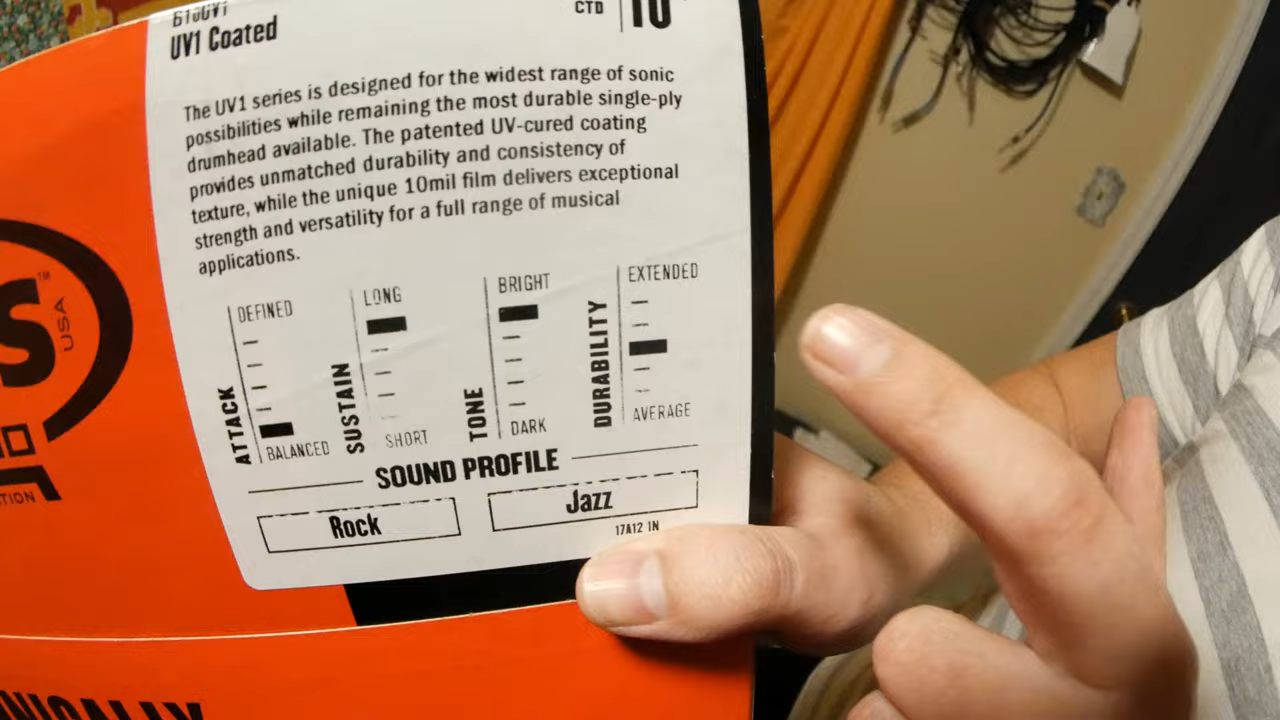 UV1 Coated
CTD
10
The UV1 series is designed for the widest range of sonic
possibilities while remaining the most durable single-ply
drumhead available. The patented UV-cured coating
provides unmatched durability and consistency of
texture, while the unique 10mil film delivers exceptional
strength and versatility for a full range of musical
applications.
ATTACK
DEFINED
BALANCED
SUSTAIN
LONG
SHORT
TONE
BRIGHT
DARK
DURABILITY
EXTENDED
AVERAGE
SOUND PROFILE
Rock
Jazz
17A12 1N
S
™
USA